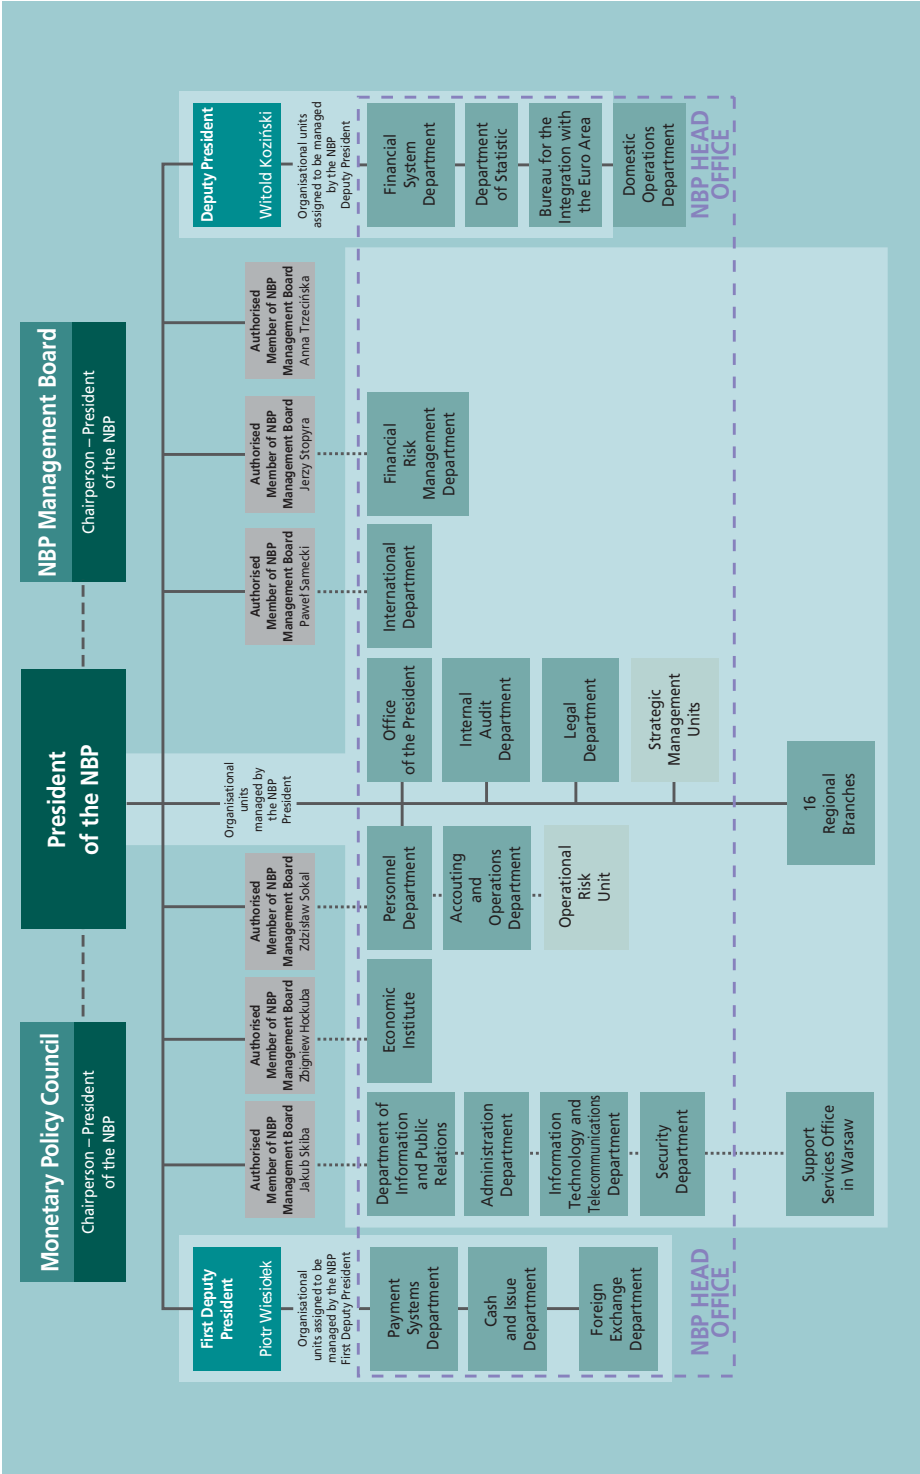 Monetary Policy Council
Chairperson – President
of the NBP
President
of the NBP
NBP Management Board
Chairperson – President
of the NBP
First Deputy
President
Piotr Wiesiołek
Organisational
units assigned to be
managed by the NBP
First Deputy President
Authorised
Member of NBP
Management Board
Jakub Skiba
Authorised
Member of NBP
Management Board
Zbigniew Hockuba
Authorised
Member of NBP
Management Board
Zdzisław Sokal
Organisational
units
managed by
the NBP
President
Authorised
Member of NBP
Management Board
Paweł Samecki
Authorised
Member of NBP
Management Board
Jerzy Stopyra
Authorised
Member of NBP
Management Board
Anna Trzecińska
Deputy President
Witold Koziński
Organisational units
assigned to be managed
by the NBP
Deputy President
Payment
Systems
Department
Cash
and Issue
Department
Foreign
Exchange
Department
NBP HEAD
OFFICE
Department of
Information
and Public
Relations
Administration
Department
Information
Technology and
Telecommunications
Department
Security
Department
Support
Services Office
in Warsaw
Economic
Institute
Personnel
Department
Accouting
and
Operations
Department
Operational
Risk
Unit
Office
of the President
Internal
Audit
Department
Legal
Department
Strategic
Management
Units
16
Regional
Branches
International
Department
Financial
Risk
Management
Department
Financial
System
Department
Department
of Statistic
Bureau for the
Integration with
the Euro Area
Domestic
Operations
Department
NBP HEAD
OFFICE